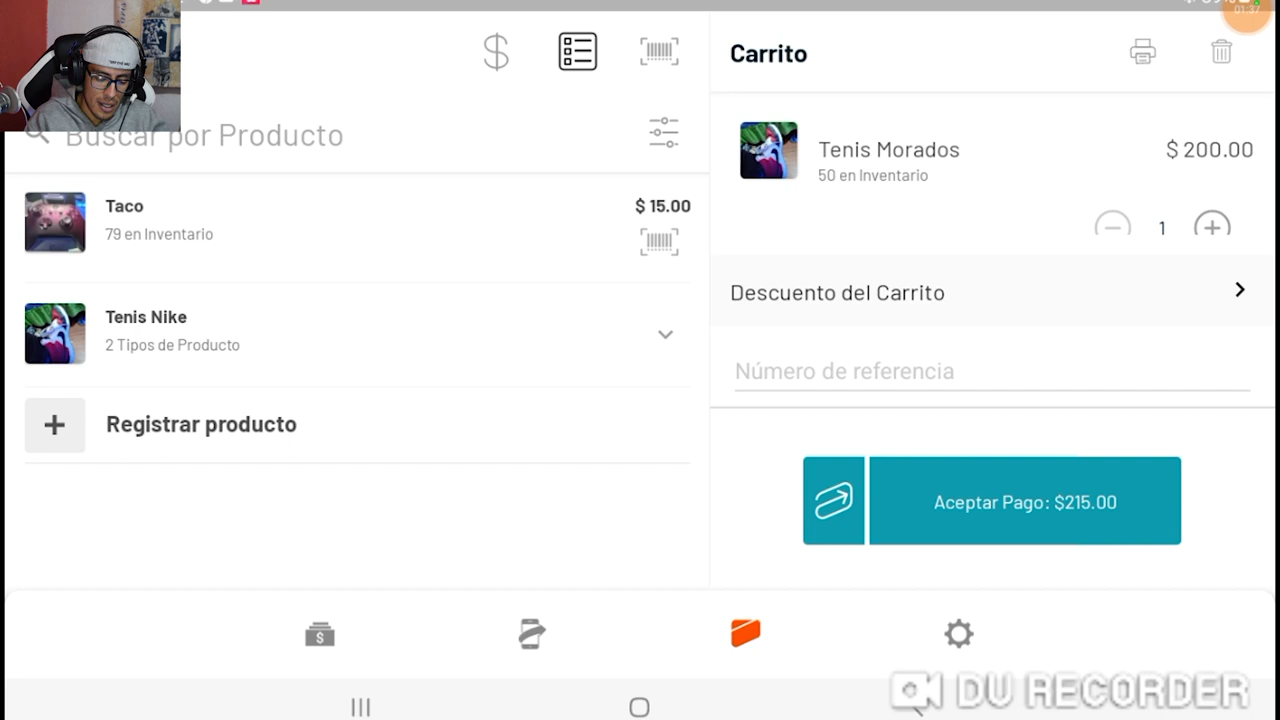 01:37
Carrito
Buscar por Producto
Taco
$ 15.00
79 en Inventario
Tenis Nike
2 Tipos de Producto
Registrar producto
Tenis Morados
$ 200.00
50 en Inventario
1
Descuento del Carrito
Número de referencia
Aceptar Pago: $215.00
DU RECORDER